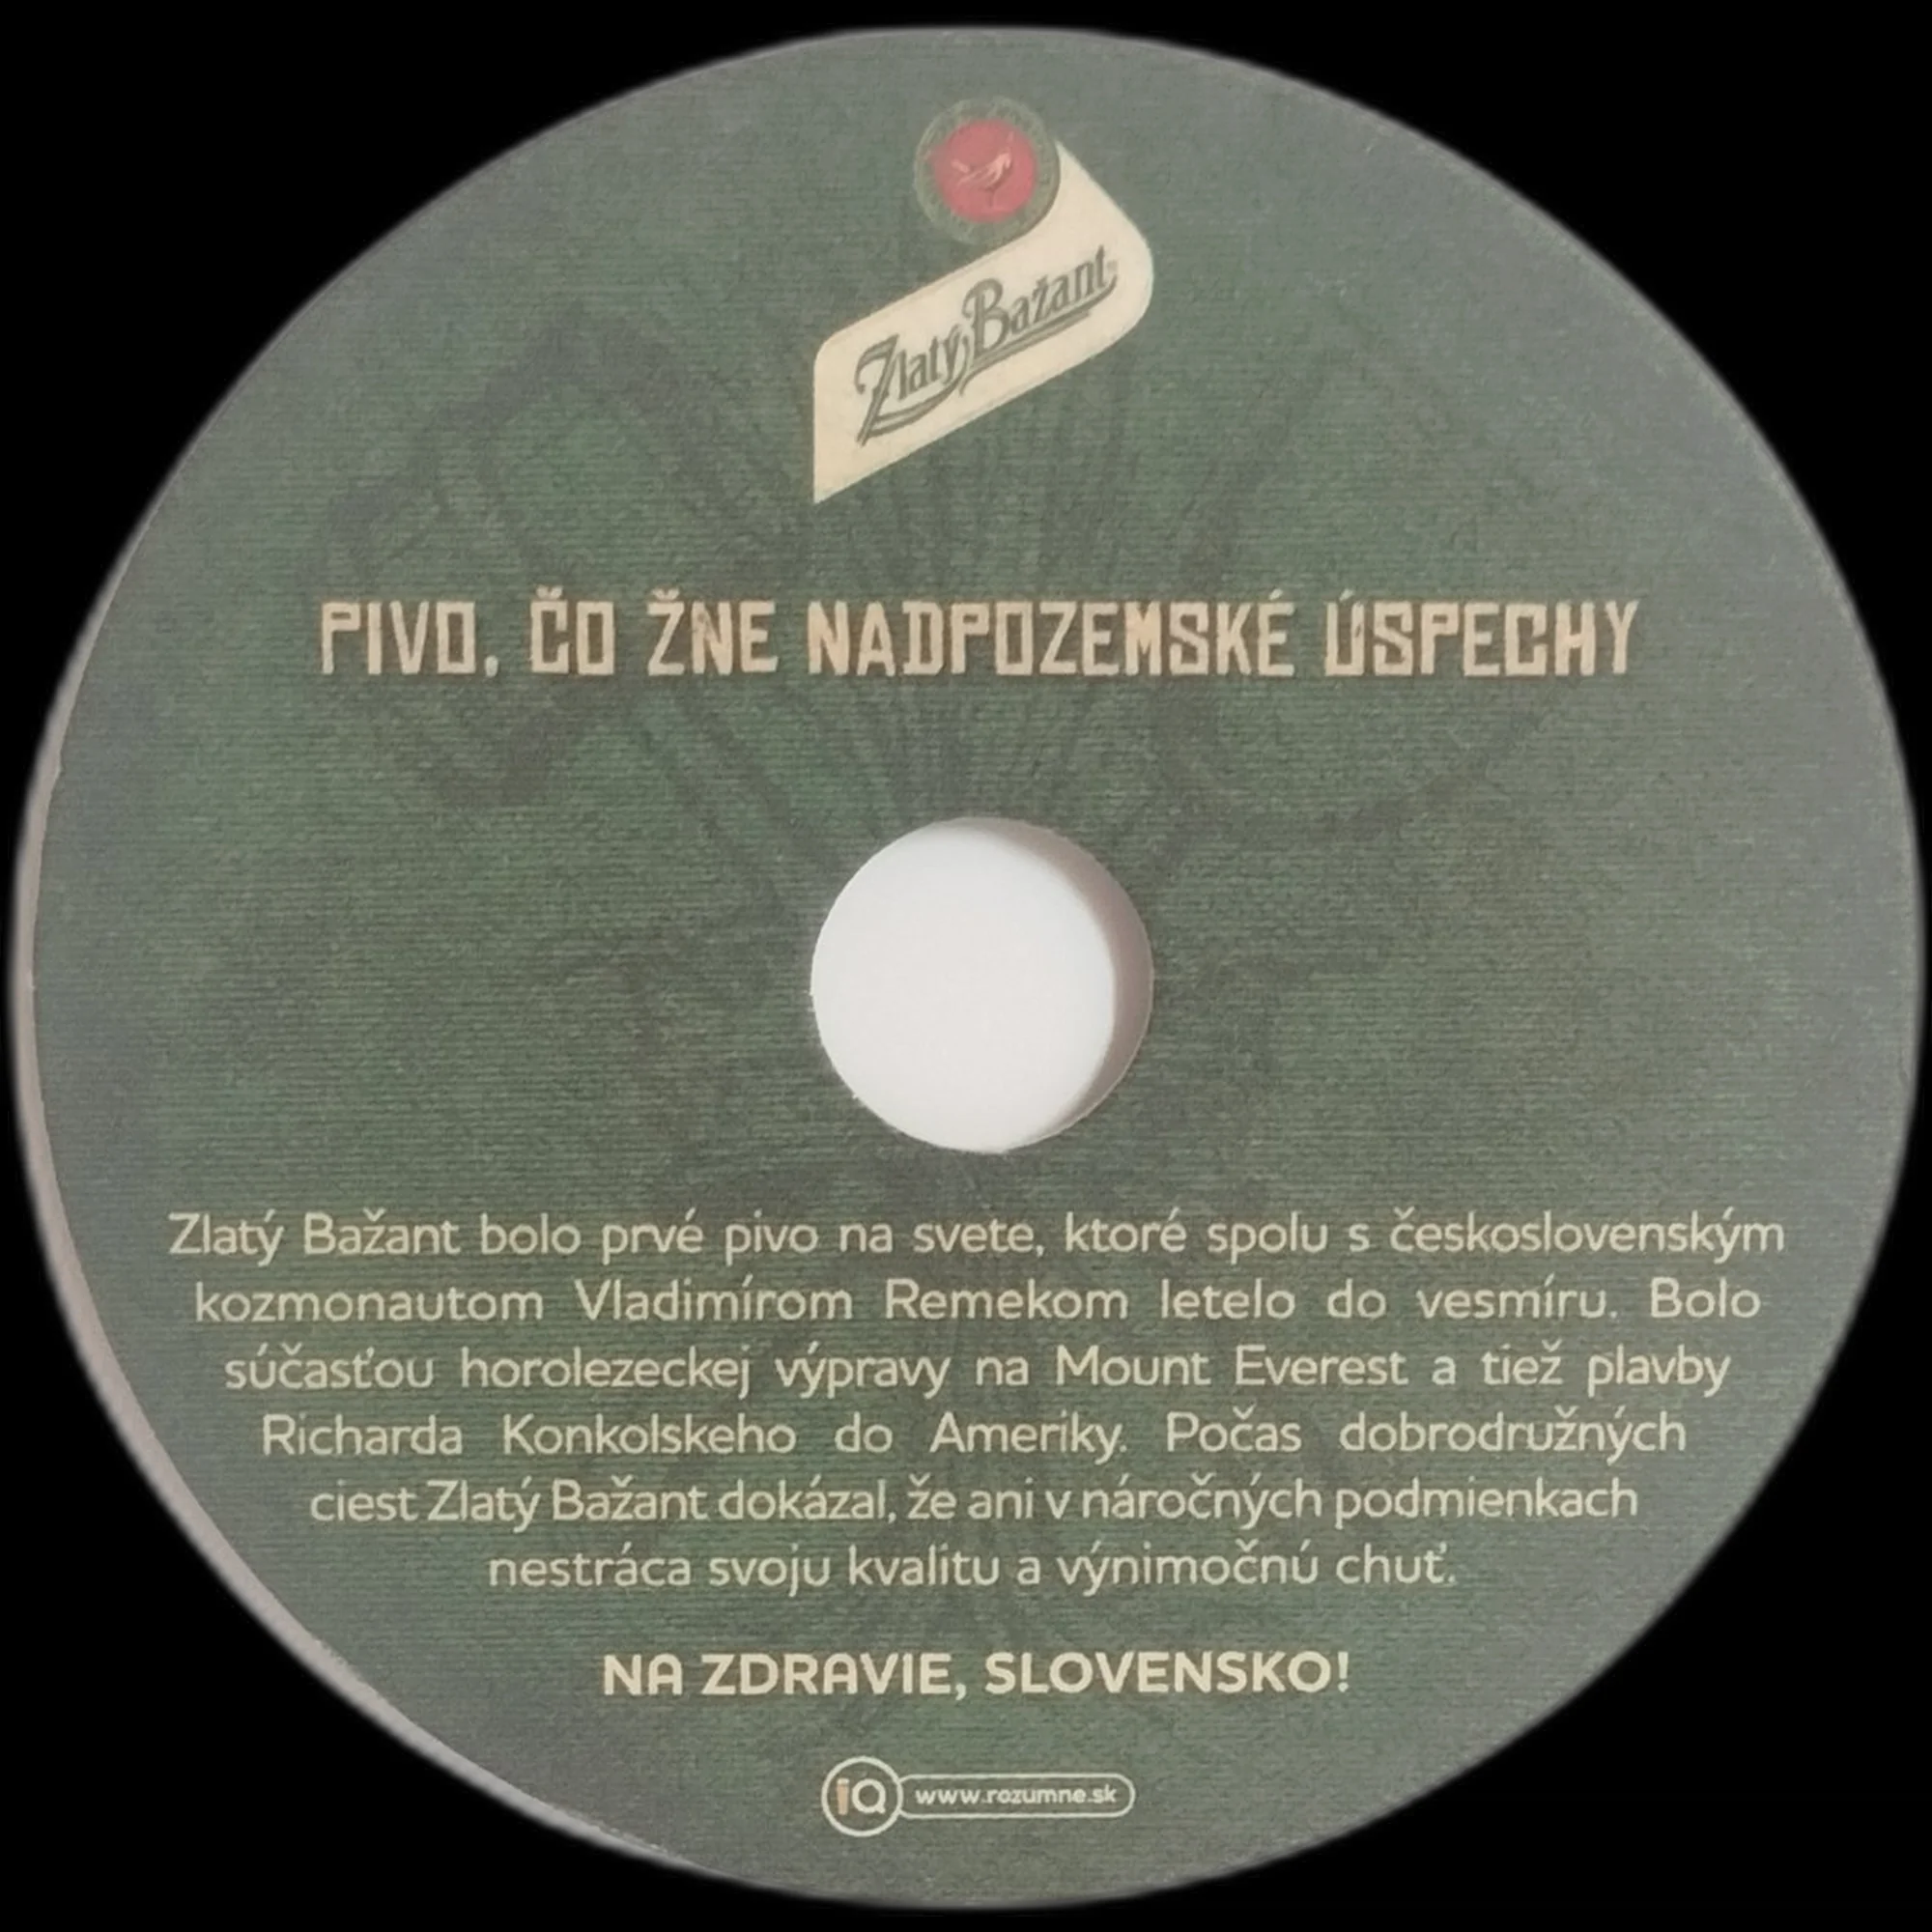 Zlatý Bažant
PIVO, ČO ŽNE NADPOZEMSKÉ ÚSPECHY
Zlatý Bažant bolo prvé pivo na svete, ktoré spolu s československým
kozmonautom Vladimírom Remekom letelo do vesmíru. Bolo
súčasťou horolezeckej výpravy na Mount Everest a tiež plavby
Richarda Konkolskeho do Ameriky. Počas dobrodružných
ciest Zlatý Bažant dokázal, že ani v náročných podmienkach
nestráca svoju kvalitu a výnimočnú chuť.
NA ZDRAVIE, SLOVENSKO!
iQ www.rozumne.sk